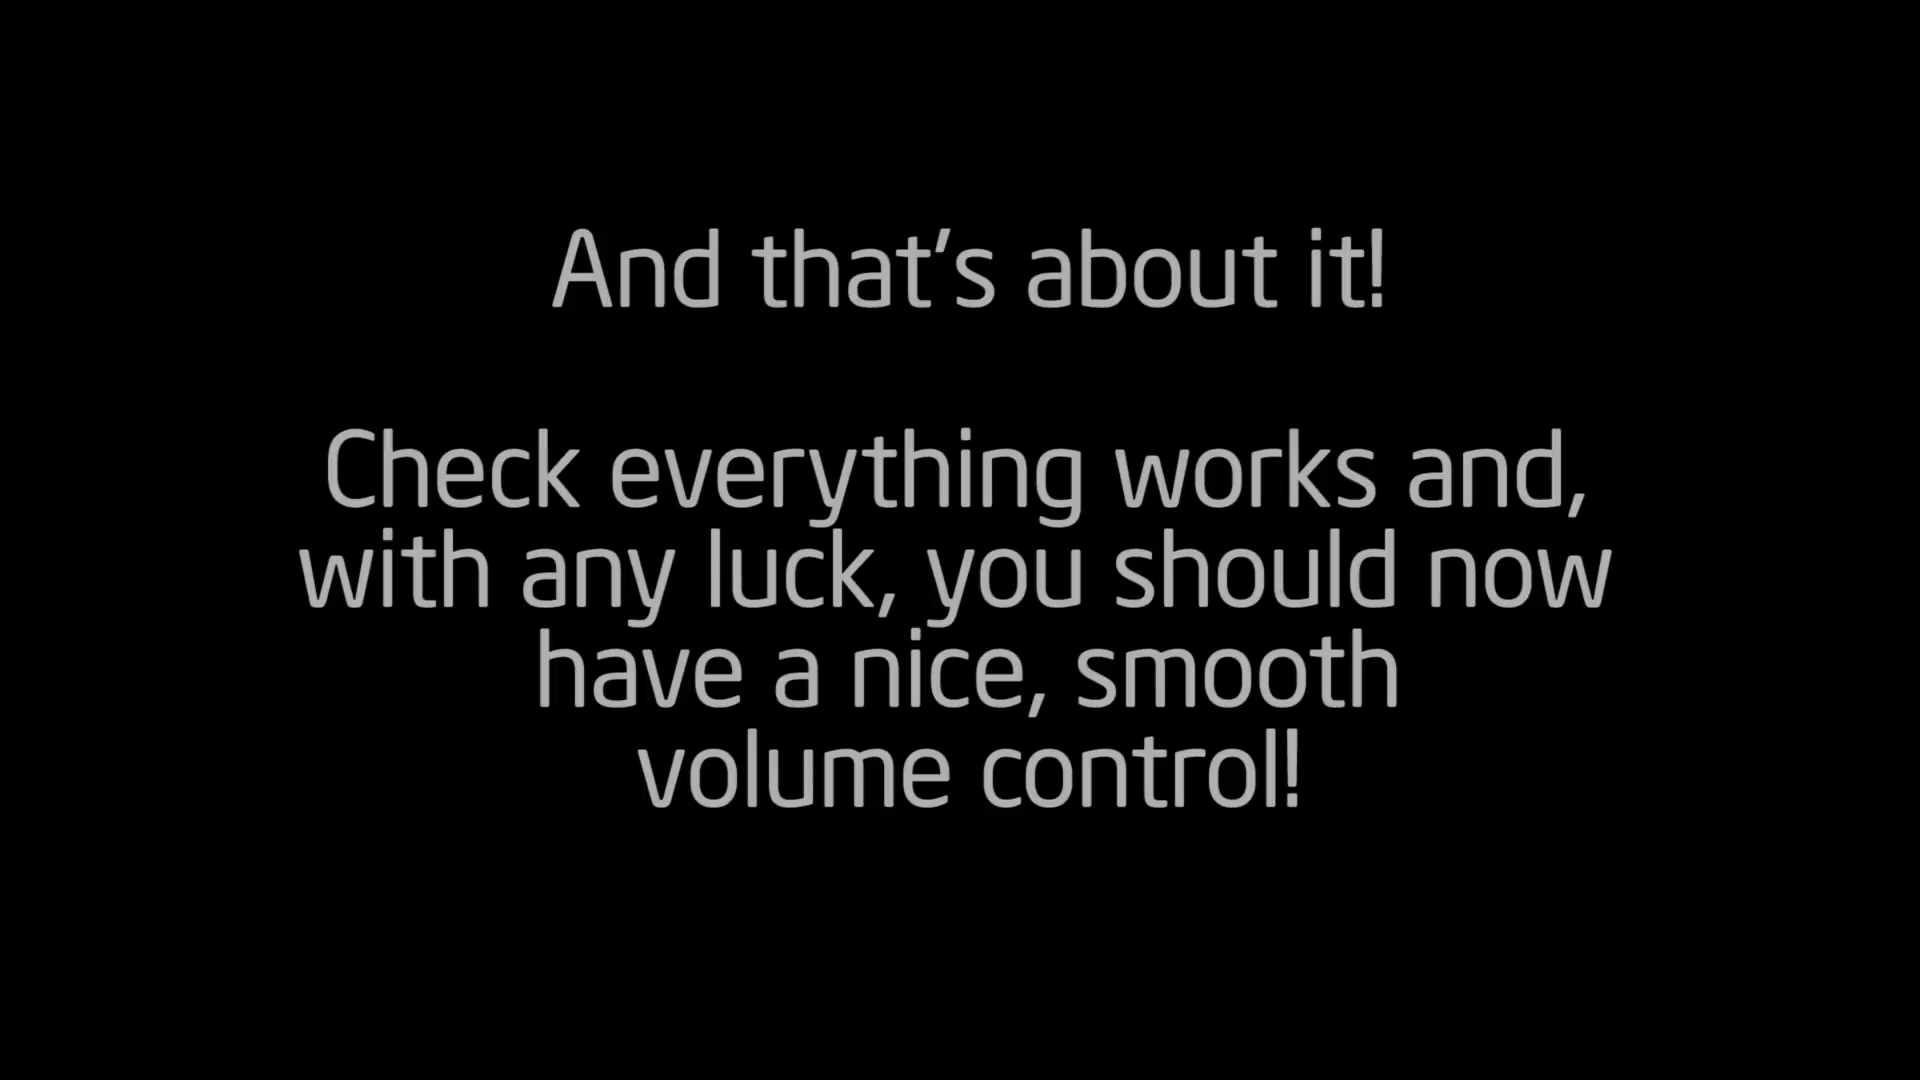 And that's about it!
Check everything works and,
with any luck, you should now
have a nice, smooth
volume control!